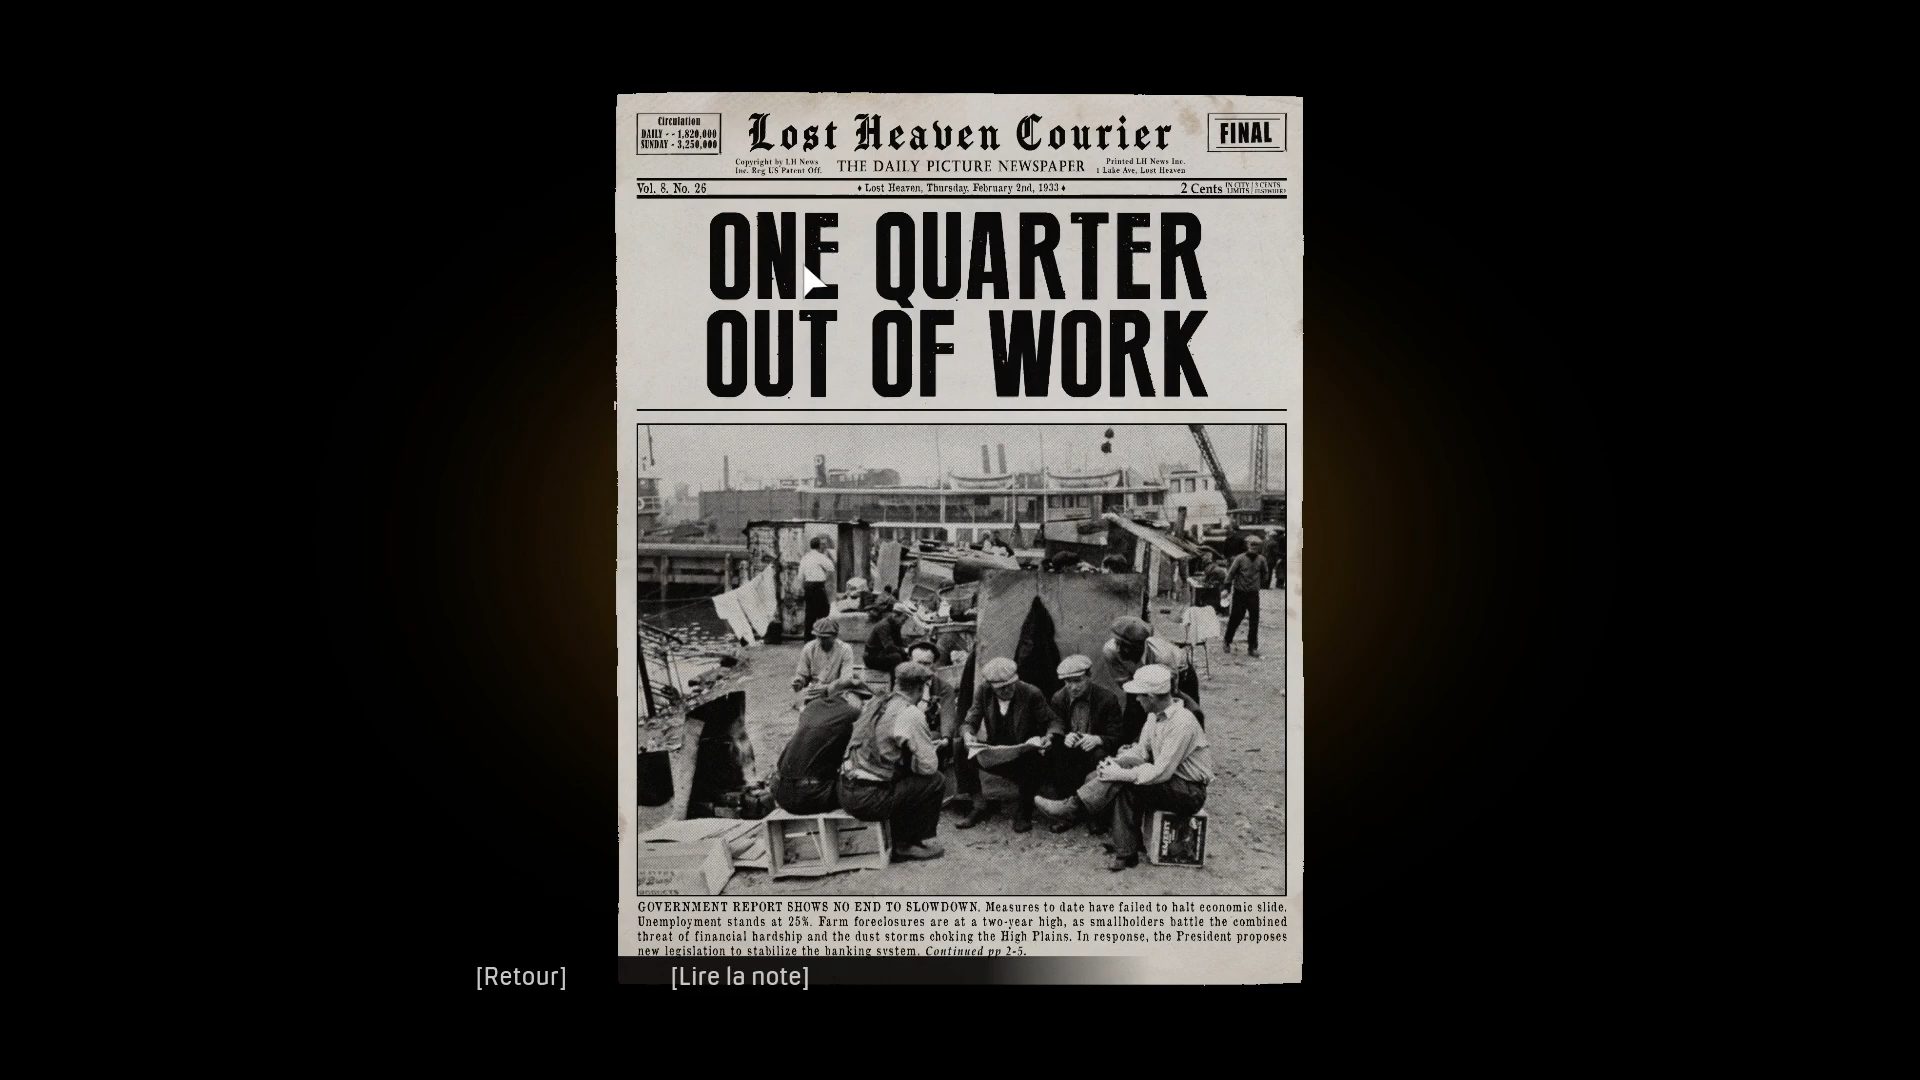 Circulation
DAILY - - 1,820,000
SUNDAY - 3,250,000
Lost Heaven Courier
FINAL
Copyright by LH News
Inc. Reg US Patent Off.
THE DAILY PICTURE NEWSPAPER
Printed LH News Inc.
1 Lake Ave, Lost Heaven
Vol. 8. No. 26
♦ Lost Heaven, Thursday, February 2nd, 1933 ♦
2 Cents IN CITY LIMITS | 3 CENTS ELSEWHERE
ONE QUARTER
OUT OF WORK
GOVERNMENT REPORT SHOWS NO END TO SLOWDOWN. Measures to date have failed to halt economic slide.
Unemployment stands at 25%. Farm foreclosures are at a two-year high, as smallholders battle the combined
threat of financial hardship and the dust storms choking the High Plains. In response, the President proposes
new legislation to stabilize the banking system. Continued pp 2-5.
[Retour]
[Lire la note]